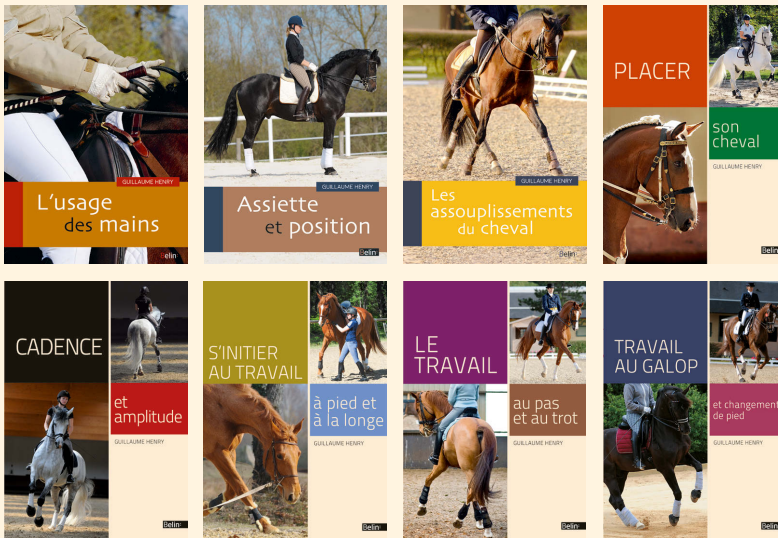 GUILLAUME HENRY
L'usage
des mains
Belin
GUILLAUME HENRY
Assiette
et position
Belin
GUILLAUME HENRY
Les
assouplissements
du cheval
Belin
PLACER
son
cheval
GUILLAUME HENRY
Belin
CADENCE
et
amplitude
GUILLAUME HENRY
Belin
S'INITIER
AU TRAVAIL
à pied et
à la longe
GUILLAUME HENRY
Belin
LE
TRAVAIL
au pas
et au trot
GUILLAUME HENRY
Belin
TRAVAIL
AU GALOP
et changement
de pied
GUILLAUME HENRY
Belin